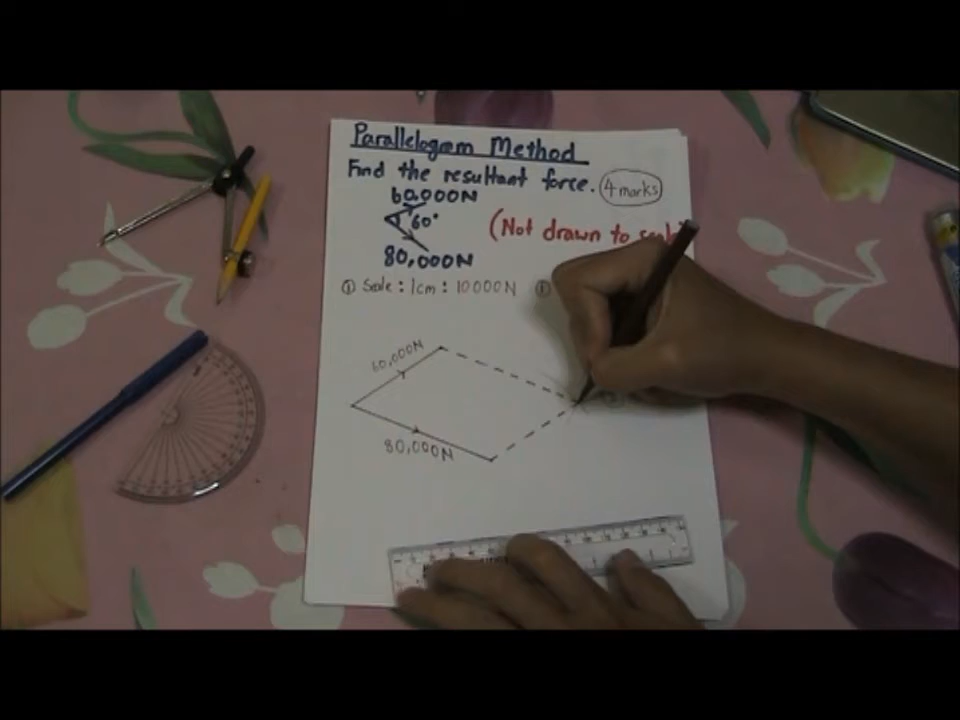 Parallelogram Method
Find the resultant force. 4 marks
60,000N
60°
(Not drawn to
80,000N
① Scale : 1cm : 10000N ①
60,000N
80,000N